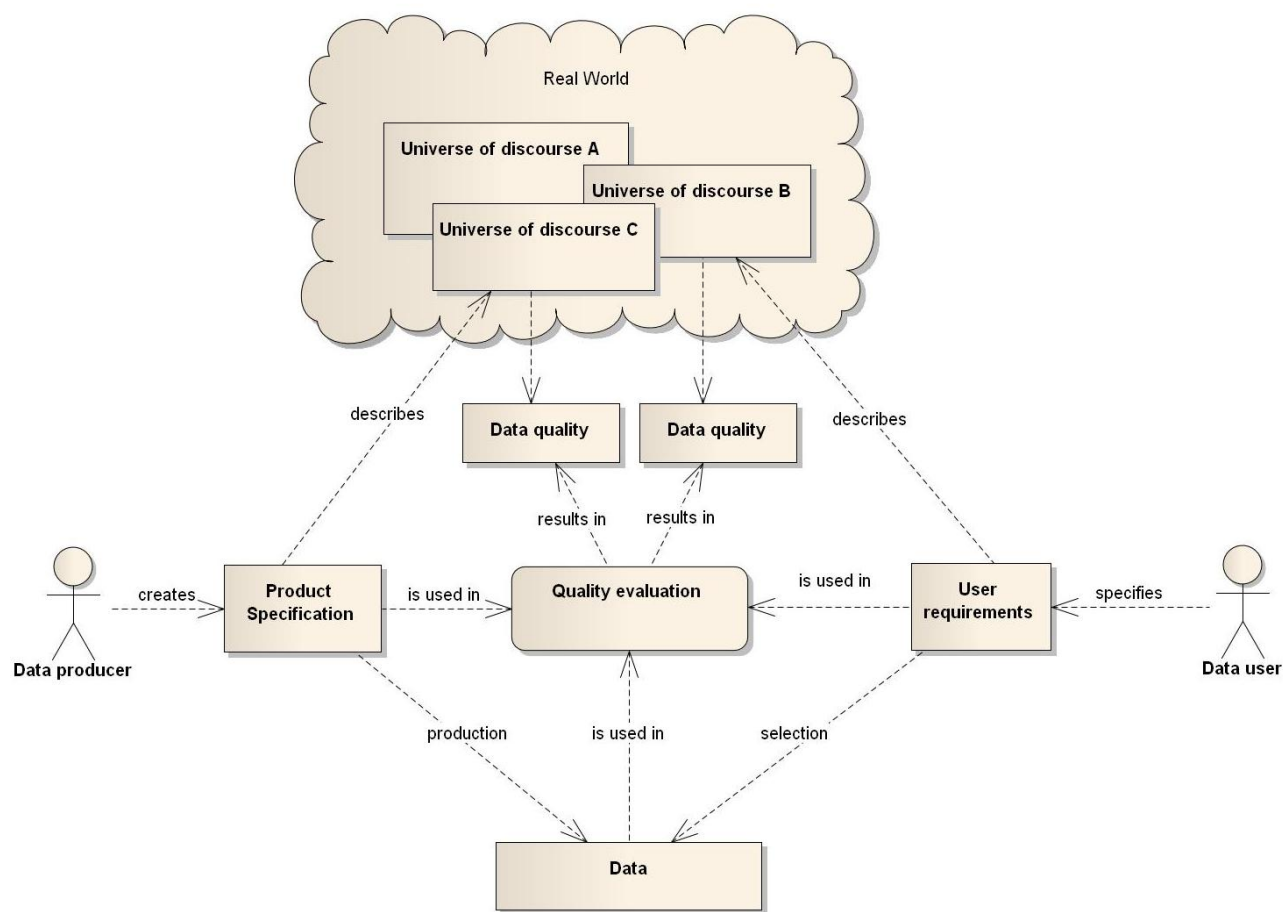 Real World
Universe of discourse A
Universe of discourse B
Universe of discourse C
describes
Data quality
Data quality
describes
results in
results in
creates
Product
Specification
is used in
Quality evaluation
is used in
User
requirements
specifies
Data producer
Data user
production
is used in
selection
Data